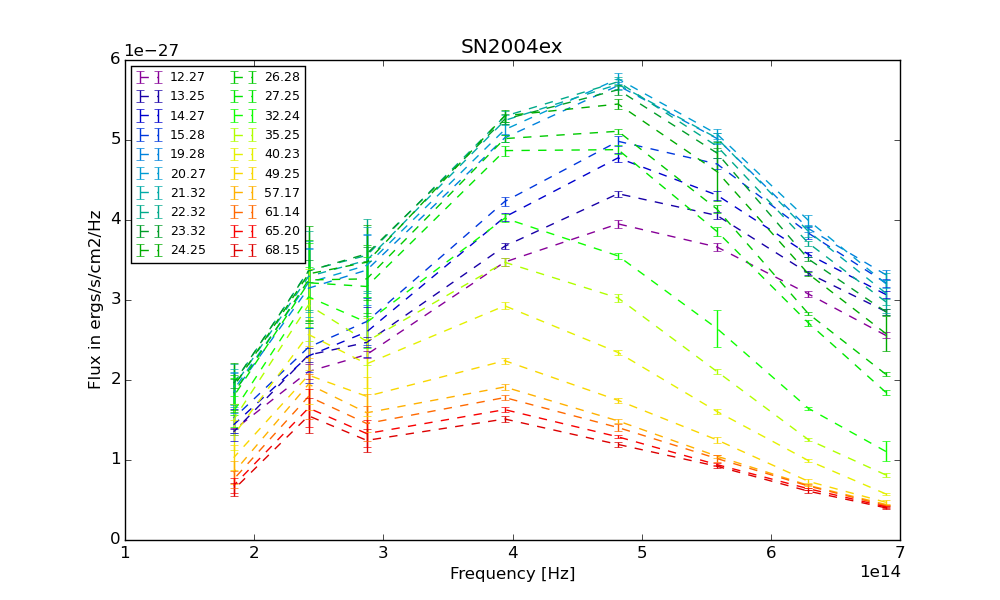 SN2004ex
1e−27
6
5
4
3
2
1
0
Flux in ergs/s/cm2/Hz
12.27 26.28
13.25 27.25
14.27 32.24
15.28 35.25
19.28 40.23
20.27 49.25
21.32 57.17
22.32 61.14
23.32 65.20
24.25 68.15
1 2 3 4 5 6 7
Frequency [Hz]
1e14